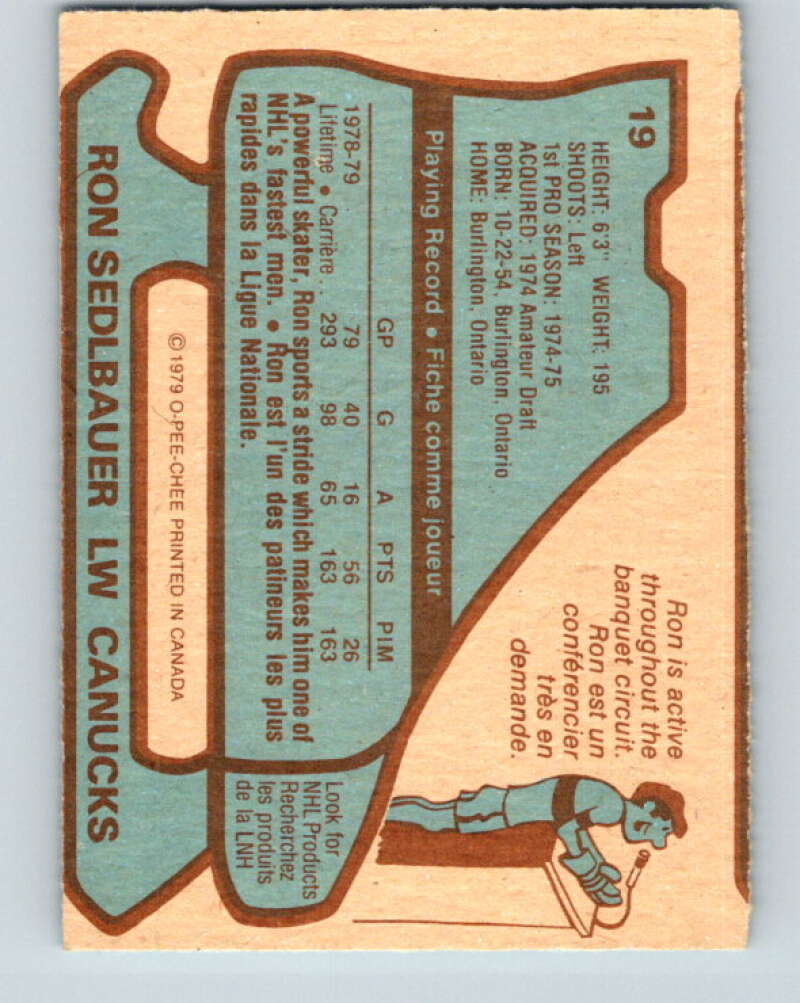 19
HEIGHT: 6'3" WEIGHT: 195
SHOOTS: Left
1st PRO SEASON: 1974-75
ACQUIRED: 1974 Amateur Draft
BORN: 10-22-54, Burlington, Ontario
HOME: Burlington, Ontario
Ron is active
throughout the
banquet circuit.
Ron est un
conférencier
très en
demande.
Playing Record • Fiche comme joueur
GP G A PTS PIM
1978-79 79 40 16 56 26
Lifetime • Carrière .. 293 98 65 163 163
A powerful skater, Ron sports a stride which makes him one of
NHL's fastest men. • Ron est l'un des patineurs les plus
rapides dans la Ligue Nationale.
Look for
NHL Products
Recherchez
les produits
de la LNH
© 1979 O-PEE-CHEE PRINTED IN CANADA
RON SEDLBAUER LW CANUCKS